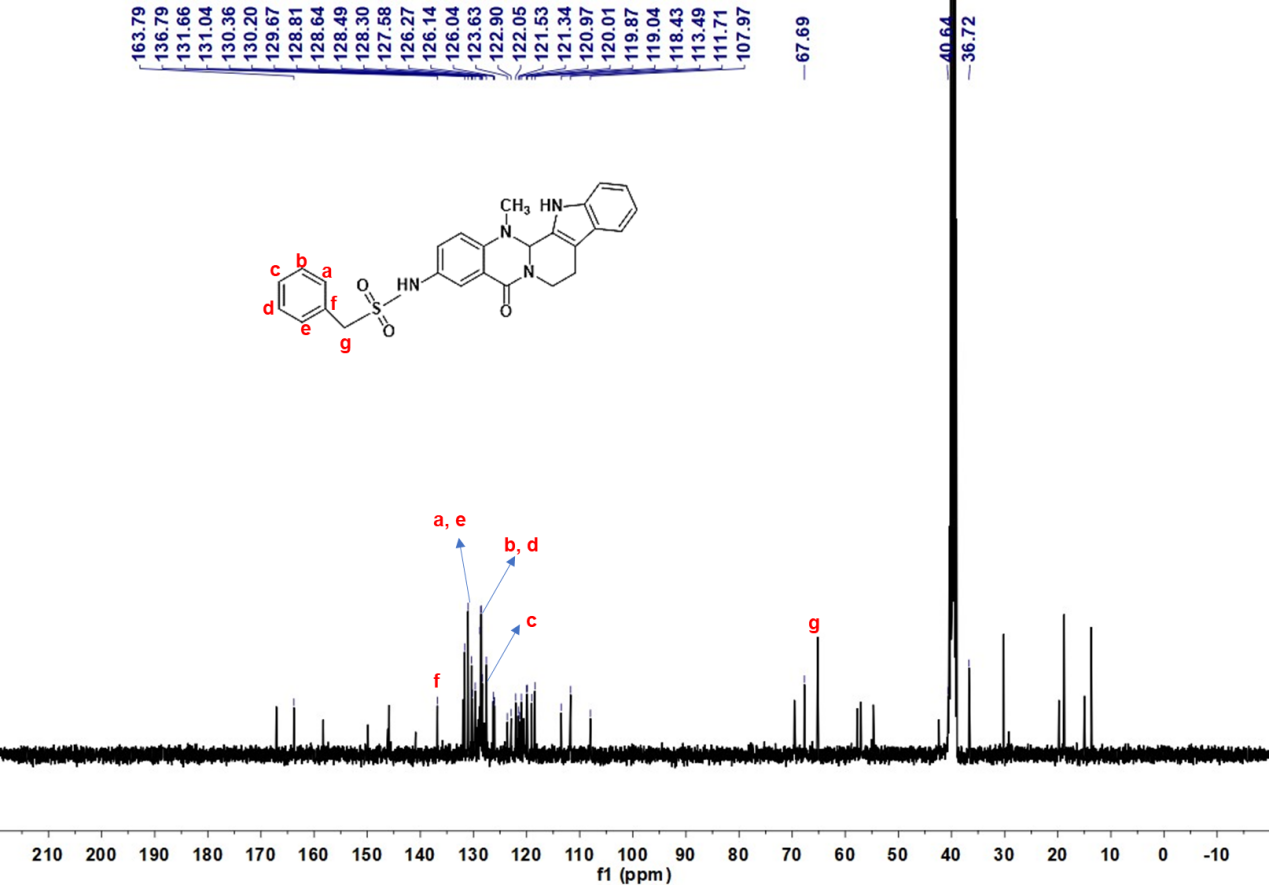 163.79
136.79
131.66
131.04
130.36
130.20
129.67
128.81
128.64
128.49
128.30
127.58
126.27
126.14
126.04
123.63
122.90
122.05
121.53
121.34
120.97
120.01
119.87
119.04
118.43
113.49
111.71
107.97
67.69
40.64
36.72
CH3 HN
N
b
c a
HN
O
N
d f
S
e
O
O
g
a, e
b, d
c
g
f
210 200 190 180 170 160 150 140 130 120 110 100 90 80 70 60 50 40 30 20 10 0 -10
f1 (ppm)